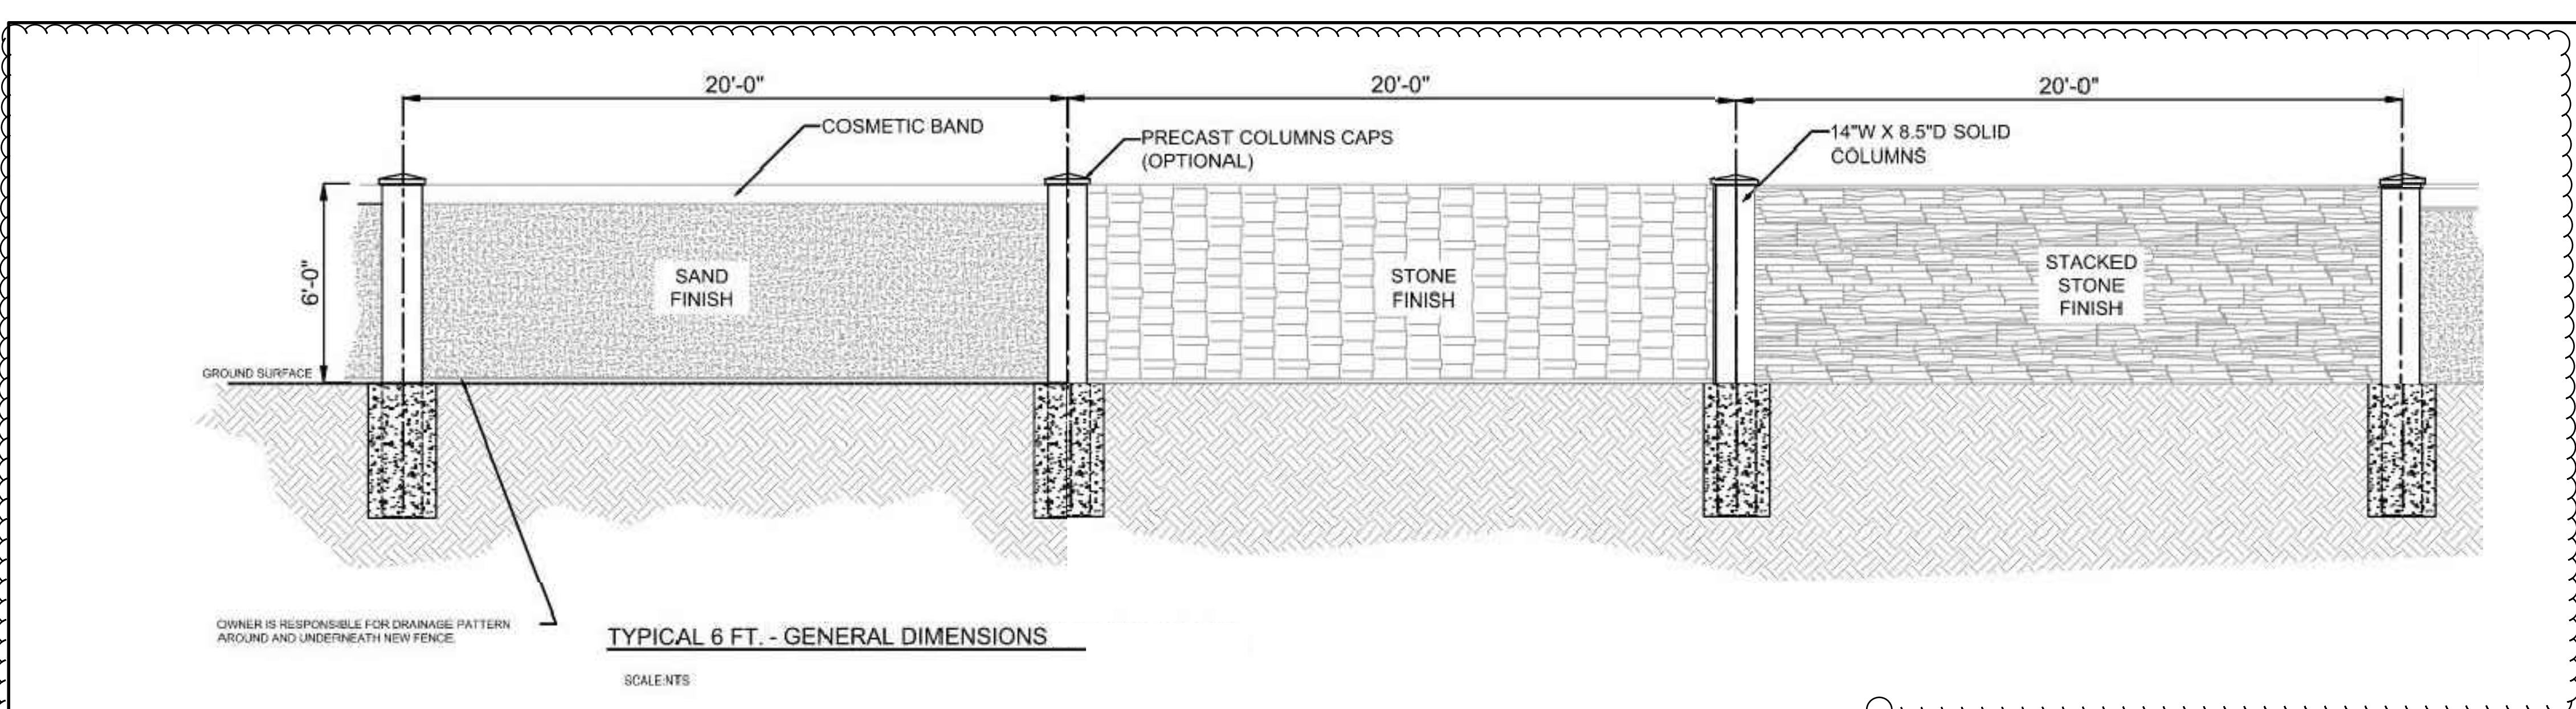 20'-0"
20'-0"
20'-0"
COSMETIC BAND
PRECAST COLUMNS CAPS
(OPTIONAL)
14"W X 8.5"D SOLID
COLUMNS
6'-0"
SAND
FINISH
STONE
FINISH
STACKED
STONE
FINISH
GROUND SURFACE
OWNER IS RESPONSIBLE FOR DRAINAGE PATTERN
AROUND AND UNDERNEATH NEW FENCE.
TYPICAL 6 FT. - GENERAL DIMENSIONS
SCALE:NTS